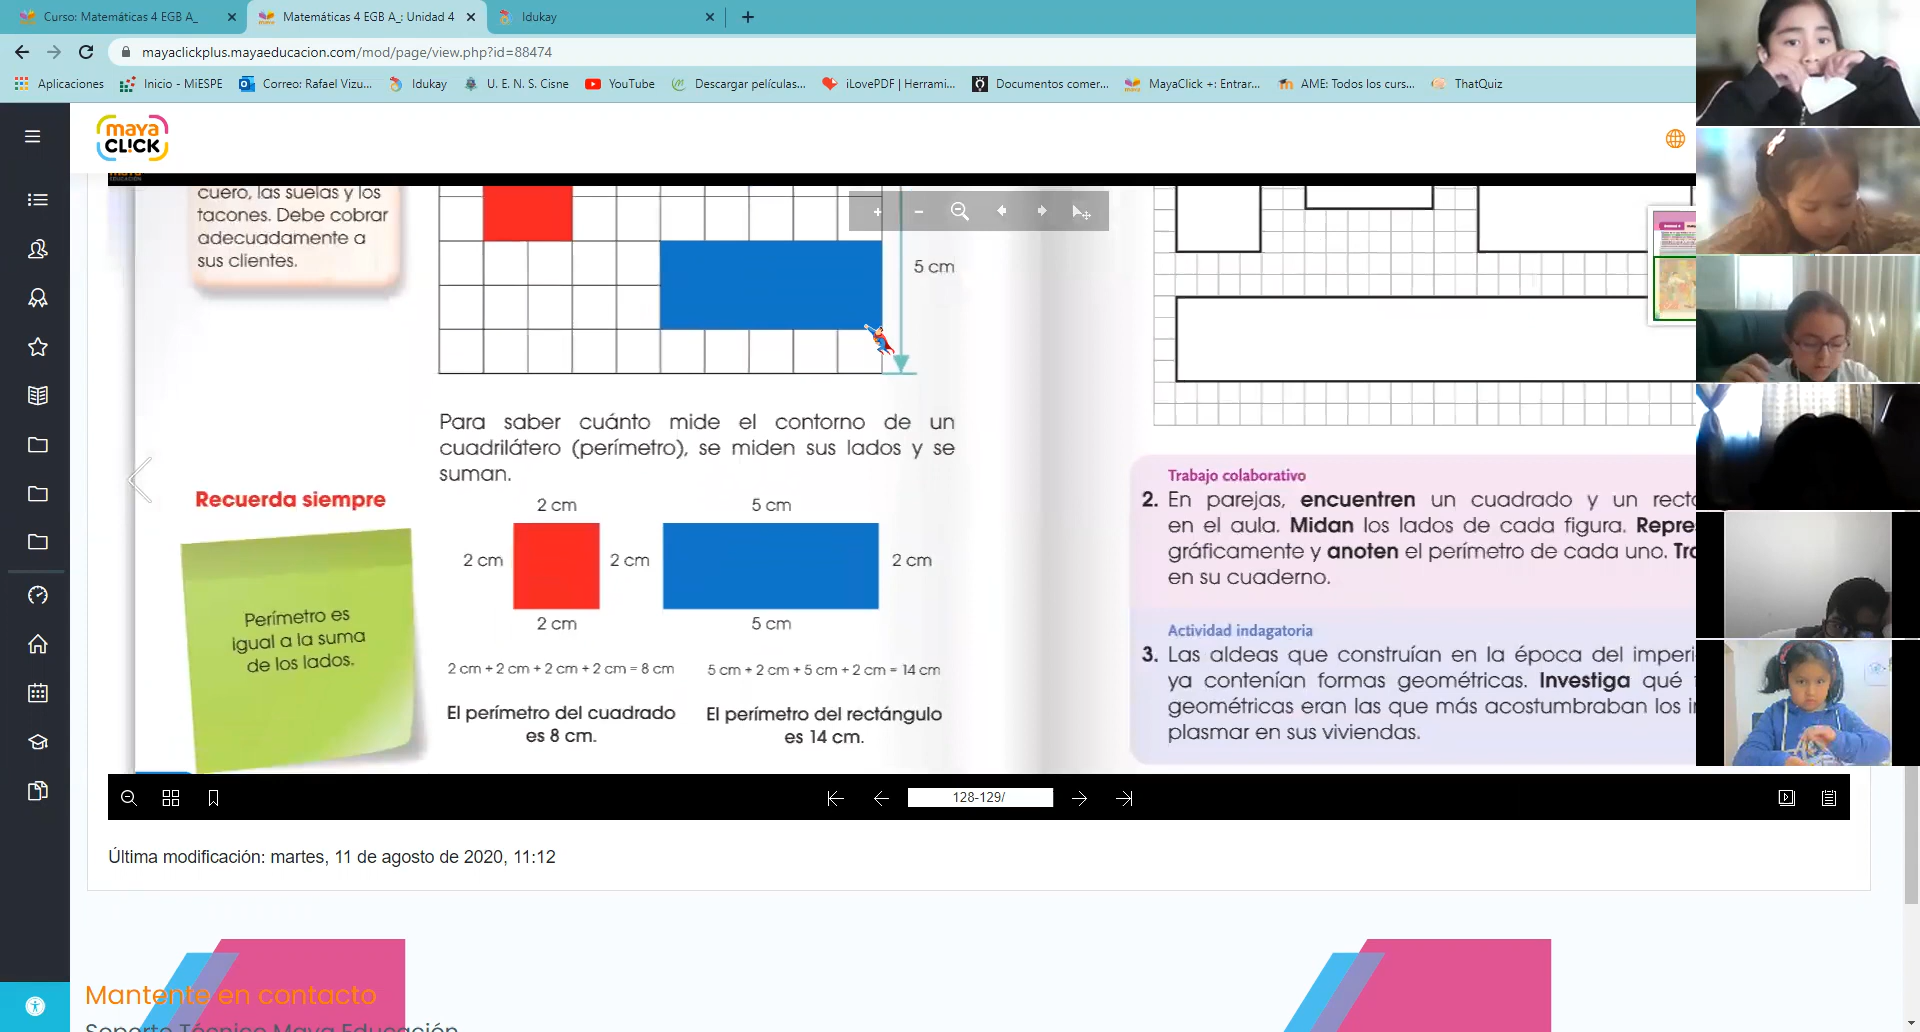 Curso: Matemáticas 4 EGB A_
Matemáticas 4 EGB A_: Unidad 4
Idukay
mayaclickplus.mayaeducacion.com/mod/page/view.php?id=88474
Aplicaciones
Inicio - MiESPE
Correo: Rafael Vizu...
Idukay
U. E. N. S. Cisne
YouTube
Descargar películas...
iLovePDF | Herrami...
Documentos comer...
MayaClick +: Entrar...
AME: Todos los curs...
ThatQuiz
maya
CLICK
cuero, las suelas y los
tacones. Debe cobrar
adecuadamente a
sus clientes.
5 cm
Para saber cuánto mide el contorno de un
cuadrilátero (perímetro), se miden sus lados y se
suman.
Recuerda siempre
Perímetro es
igual a la suma
de los lados.
2 cm
5 cm
2 cm
2 cm
2 cm
2 cm
5 cm
2 cm + 2 cm + 2 cm + 2 cm = 8 cm
5 cm + 2 cm + 5 cm + 2 cm = 14 cm
El perímetro del cuadrado
es 8 cm.
El perímetro del rectángulo
es 14 cm.
Trabajo colaborativo
2. En parejas, encuentren un cuadrado y un rect
en el aula. Midan los lados de cada figura. Repre
gráficamente y anoten el perímetro de cada uno. Tr
en su cuaderno.
Actividad indagatoria
3. Las aldeas que construían en la época del imperi
ya contenían formas geométricas. Investiga qué
geométricas eran las que más acostumbraban los i
plasmar en sus viviendas.
128-129/
Última modificación: martes, 11 de agosto de 2020, 11:12
Mantente en contacto
Soporte Técnico Maya Educación